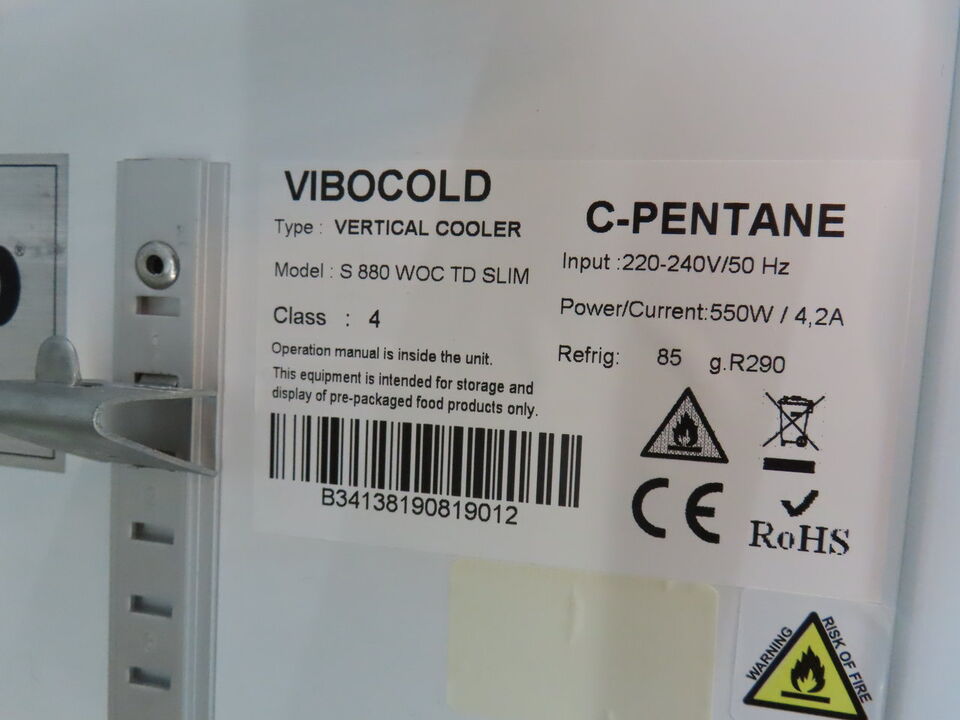 VIBOCOLD
Type : VERTICAL COOLER
Model : S 880 WOC TD SLIM
Class : 4
Operation manual is inside the unit.
This equipment is intended for storage and
display of pre-packaged food products only.
B34138190819012
C-PENTANE
Input :220-240V/50 Hz
Power/Current:550W / 4,2A
Refrig: 85 g.R290
CE
RoHS
WARNING
RISK OF FIRE